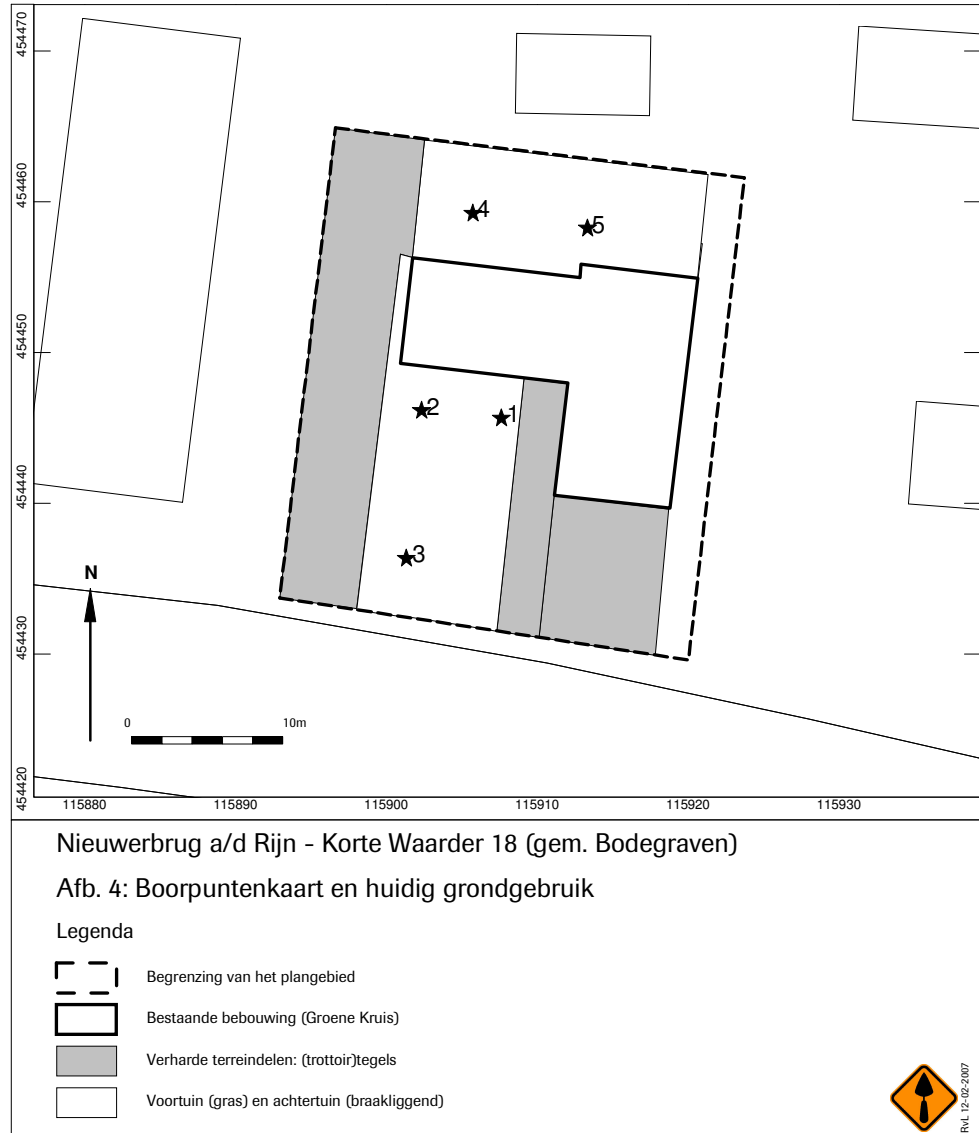 454470
454460
454450
454440
454430
454420
4
5
2
1
3
N
0 10m
115880 115890 115900 115910 115920 115930
Nieuwerbrug a/d Rijn - Korte Waarder 18 (gem. Bodegraven)
Afb. 4: Boorpuntenkaart en huidig grondgebruik
Legenda
Begrenzing van het plangebied
Bestaande bebouwing (Groene Kruis)
Verharde terreindelen: (trottoir)tegels
Voortuin (gras) en achtertuin (braakliggend)
RvL 12-02-2007